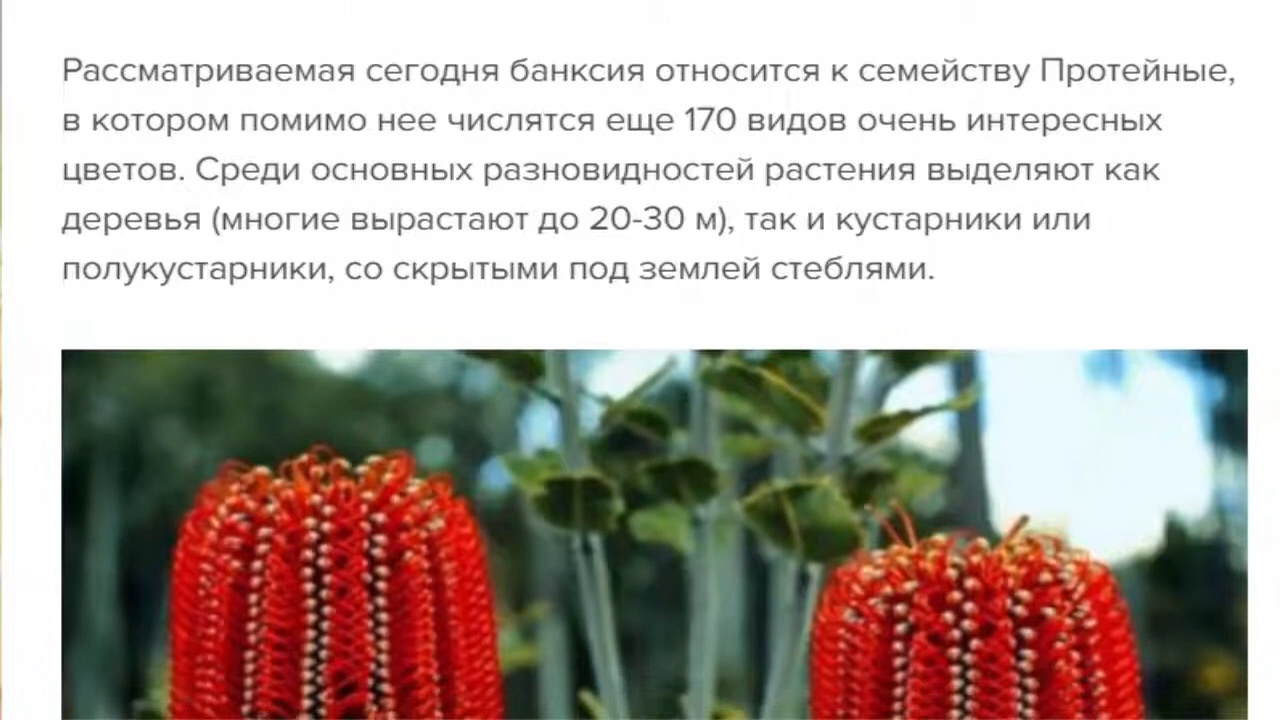 Рассматриваемая сегодня банксия относится к семейству Протейные,
в котором помимо нее числятся еще 170 видов очень интересных
цветов. Среди основных разновидностей растения выделяют как
деревья (многие вырастают до 20-30 м), так и кустарники или
полукустарники, со скрытыми под землей стеблями.